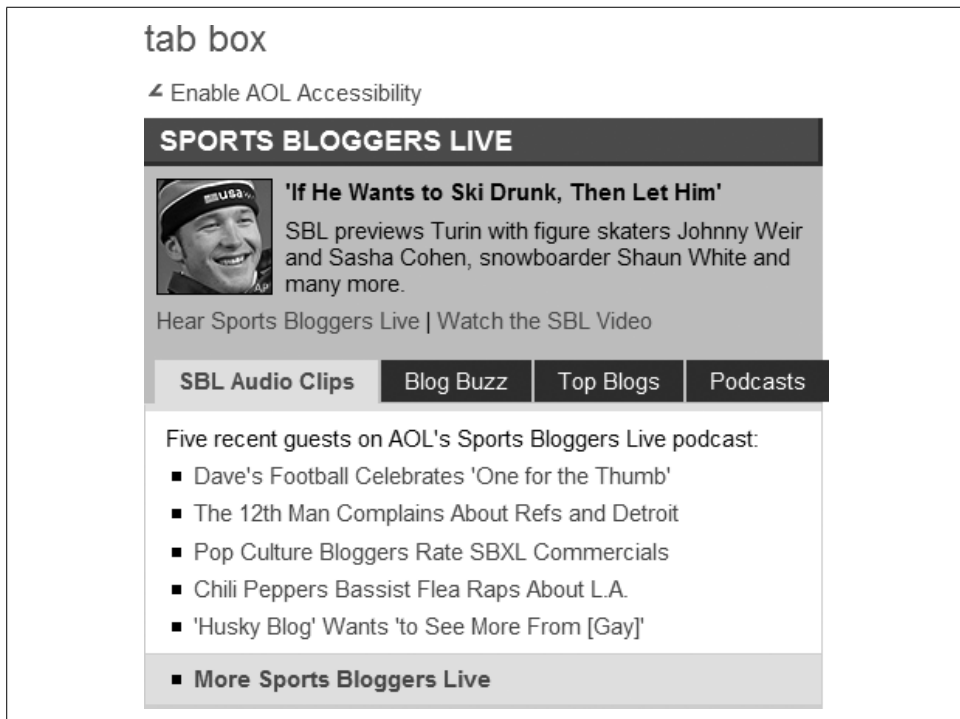 tab box
Enable AOL Accessibility
SPORTS BLOGGERS LIVE
usa
AP
'If He Wants to Ski Drunk, Then Let Him'
SBL previews Turin with figure skaters Johnny Weir
and Sasha Cohen, snowboarder Shaun White and
many more.
Hear Sports Bloggers Live | Watch the SBL Video
SBL Audio Clips Blog Buzz Top Blogs Podcasts
Five recent guests on AOL's Sports Bloggers Live podcast:
Dave's Football Celebrates 'One for the Thumb'
The 12th Man Complains About Refs and Detroit
Pop Culture Bloggers Rate SBXL Commercials
Chili Peppers Bassist Flea Raps About L.A.
'Husky Blog' Wants 'to See More From [Gay]'
More Sports Bloggers Live